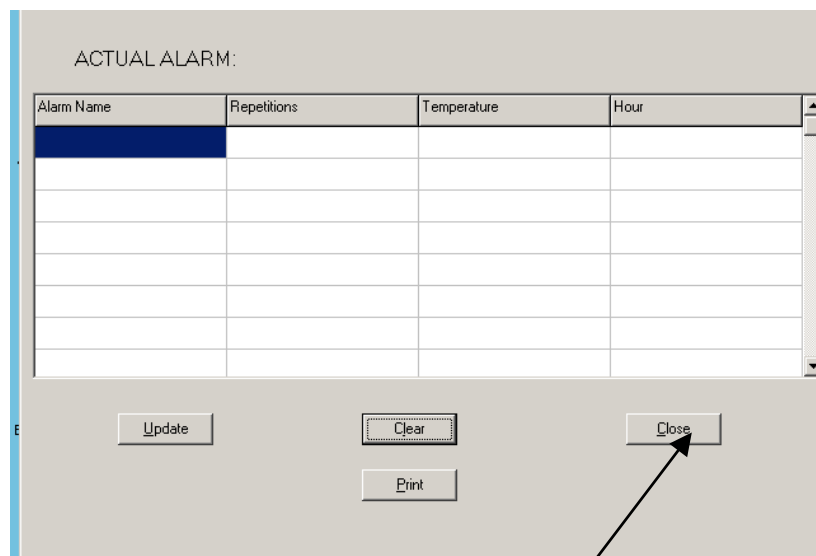 ACTUAL ALARM:
Alarm Name Repetitions Temperature Hour
Update Clear Close
Print